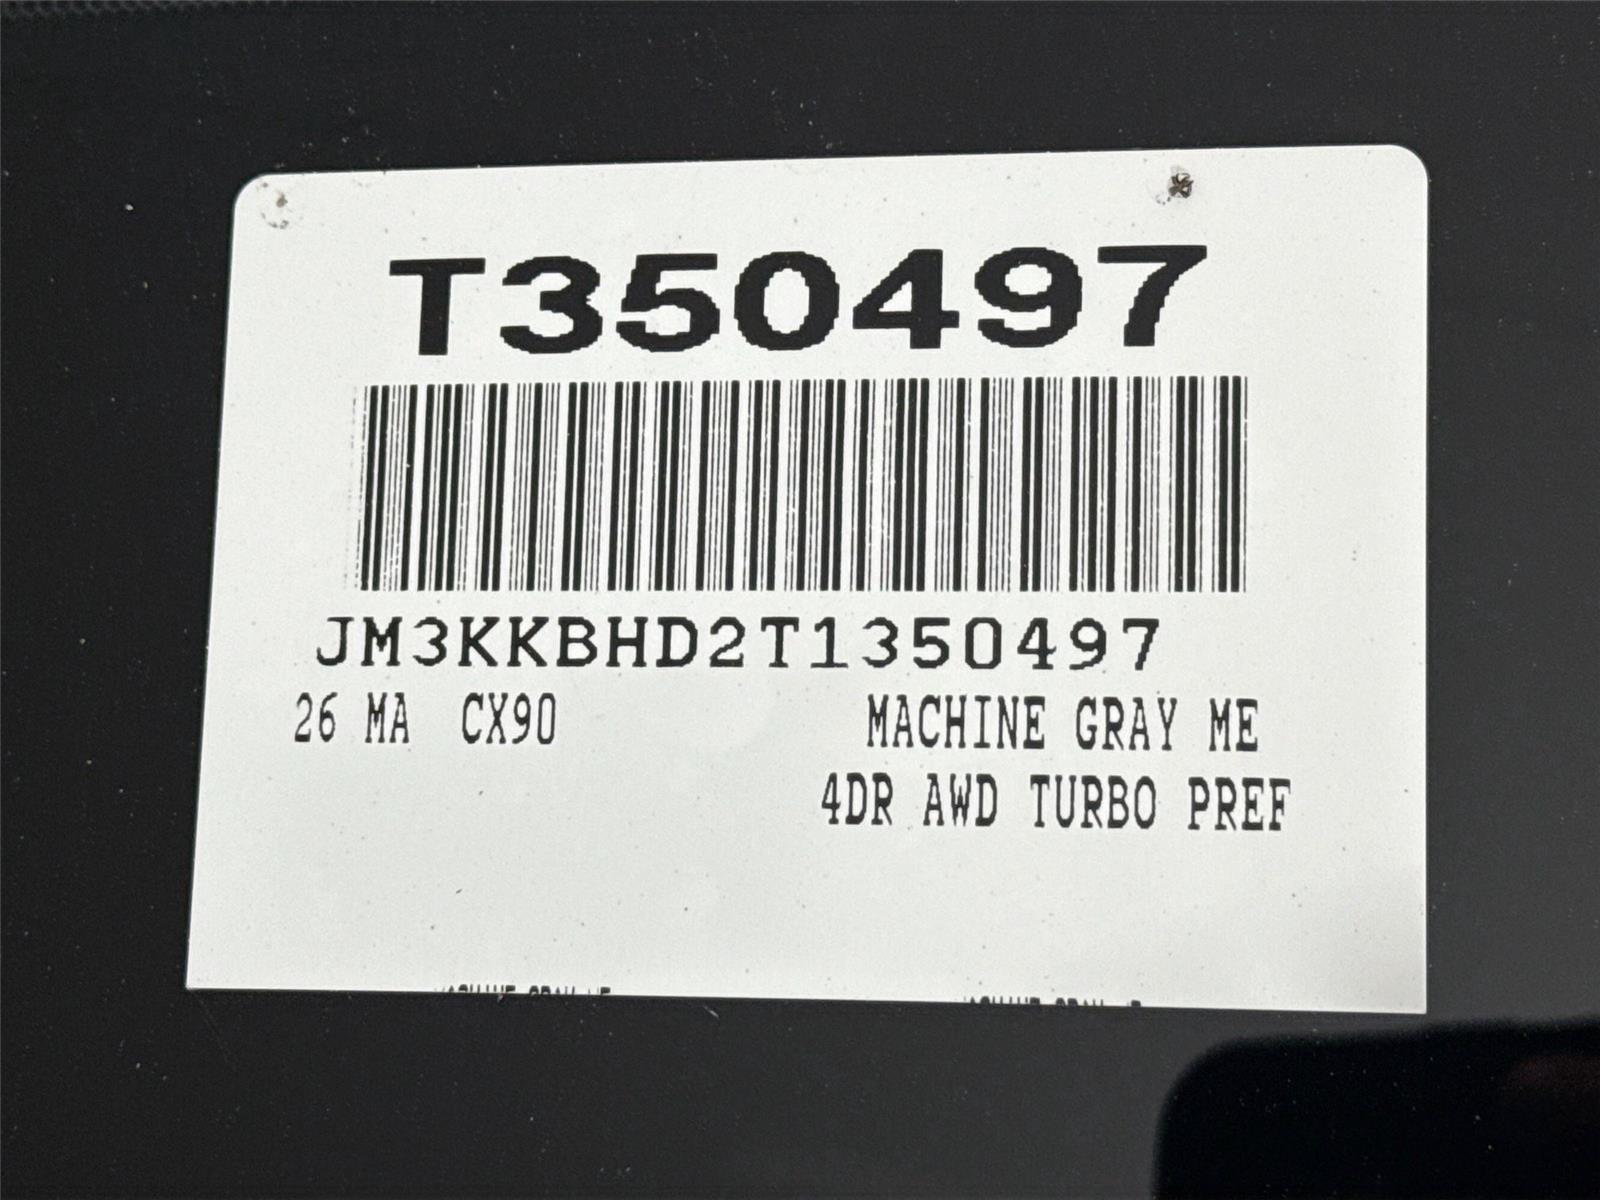 T350497
JM3KKBHD2T1350497
26 MA CX90 MACHINE GRAY ME
4DR AWD TURBO PREF